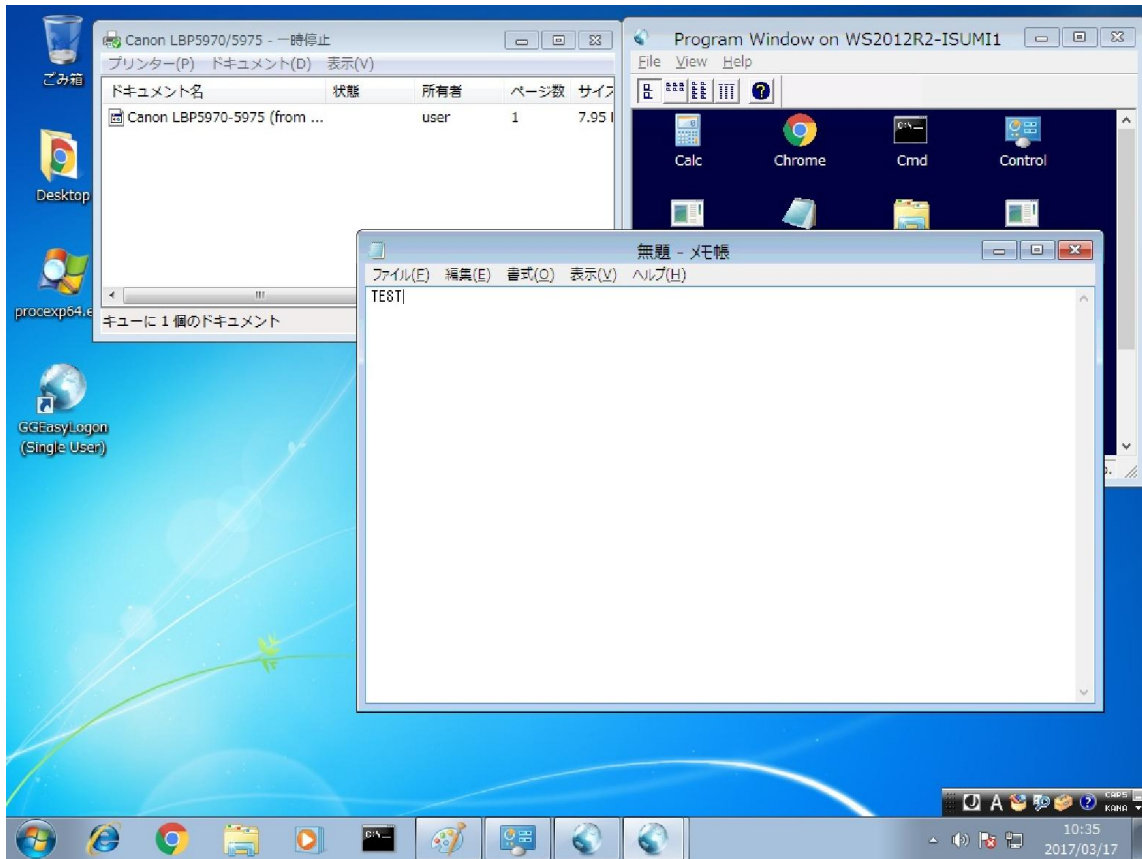 ごみ箱
Desktop
procexp64.e
GGEasyLogon
(Single User)
Canon LBP5970/5975 - 一時停止
プリンター(P) ドキュメント(D) 表示(V)
ドキュメント名 状態 所有者 ページ数 サイズ
Canon LBP5970-5975 (from ... user 1 7.95
キューに 1 個のドキュメント
Program Window on WS2012R2-ISUMI1
File View Help
Calc Chrome Cmd Control
無題 - メモ帳
ファイル(F) 編集(E) 書式(O) 表示(V) ヘルプ(H)
TEST
A CAPS
KANA
10:35
2017/03/17